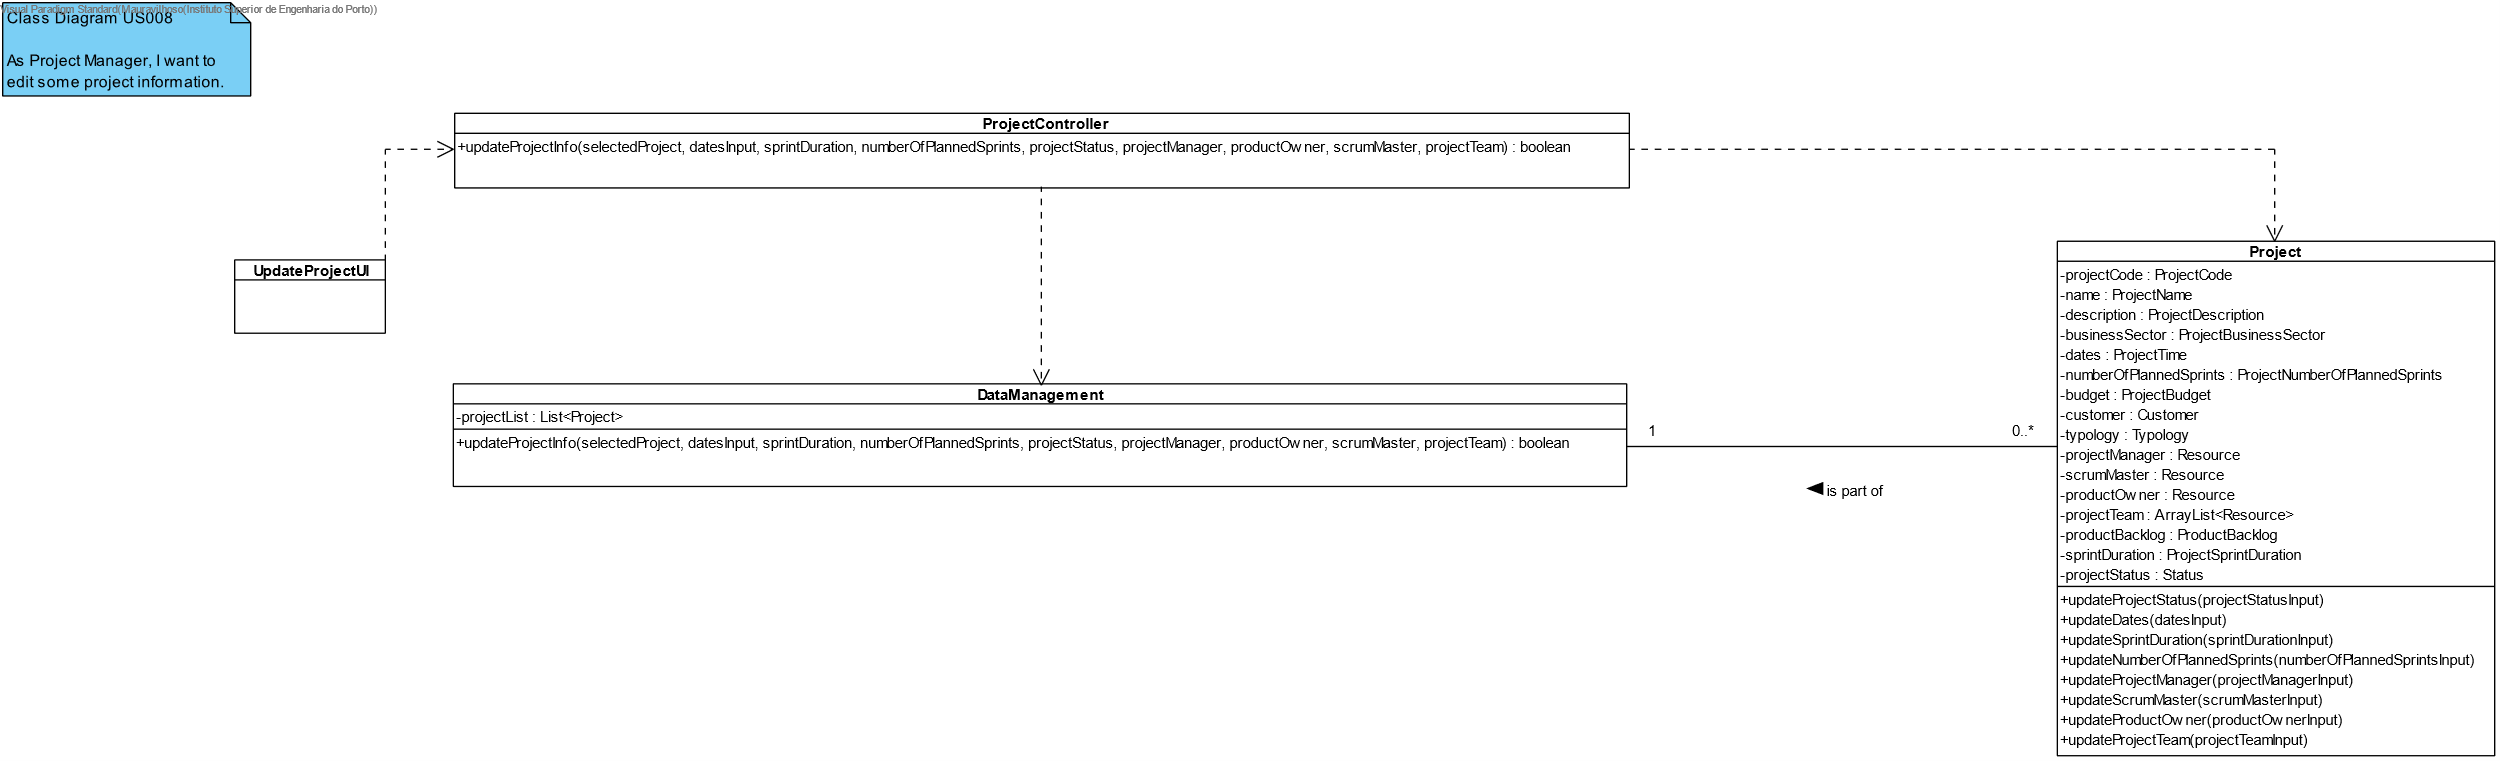 Visual Paradigm Standard(Mauravilhoso(Instituto Superior de Engenharia do Porto))
Class Diagram US008
As Project Manager, I want to
edit some project information.
ProjectController
+updateProjectInfo(selectedProject, datesInput, sprintDuration, numberOfPlannedSprints, projectStatus, projectManager, productOwner, scrumMaster, projectTeam) : boolean
UpdateProjectUI
DataManagement
-projectList : List<Project>
+updateProjectInfo(selectedProject, datesInput, sprintDuration, numberOfPlannedSprints, projectStatus, projectManager, productOwner, scrumMaster, projectTeam) : boolean
1
0..*
is part of
Project
-projectCode : ProjectCode
-name : ProjectName
-description : ProjectDescription
-businessSector : ProjectBusinessSector
-dates : ProjectTime
-numberOfPlannedSprints : ProjectNumberOfPlannedSprints
-budget : ProjectBudget
-customer : Customer
-typology : Typology
-projectManager : Resource
-scrumMaster : Resource
-productOwner : Resource
-projectTeam : ArrayList<Resource>
-productBacklog : ProductBacklog
-sprintDuration : ProjectSprintDuration
-projectStatus : Status
+updateProjectStatus(projectStatusInput)
+updateDates(datesInput)
+updateSprintDuration(sprintDurationInput)
+updateNumberOfPlannedSprints(numberOfPlannedSprintsInput)
+updateProjectManager(projectManagerInput)
+updateScrumMaster(scrumMasterInput)
+updateProductOwner(productOwnerInput)
+updateProjectTeam(projectTeamInput)